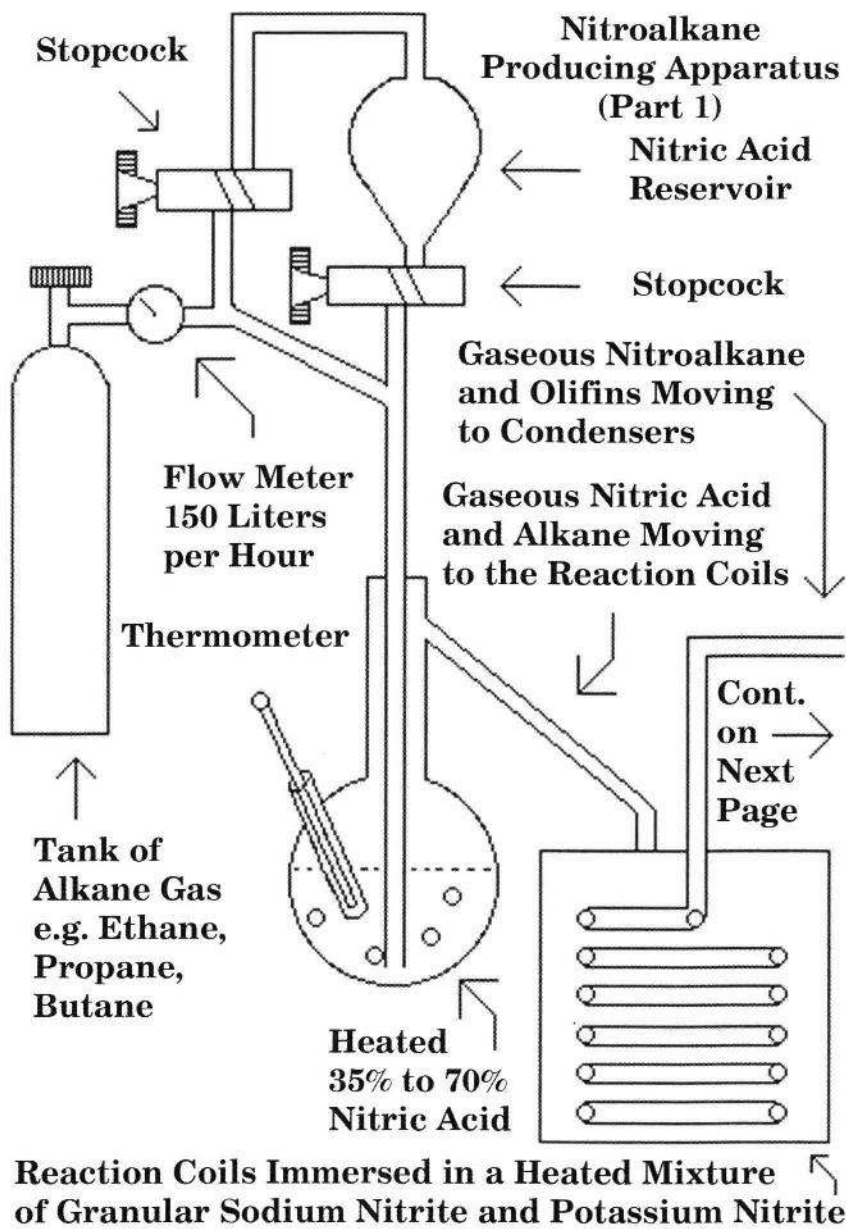 Stopcock
Nitroalkane
Producing Apparatus
(Part 1)
Nitric Acid
Reservoir
Stopcock
Gaseous Nitroalkane
and Olifins Moving
to Condensers
Flow Meter
150 Liters
per Hour
Gaseous Nitric Acid
and Alkane Moving
to the Reaction Coils
Thermometer
Cont.
on
Next
Page
Tank of
Alkane Gas
e.g. Ethane,
Propane,
Butane
Heated
35% to 70%
Nitric Acid
Reaction Coils Immersed in a Heated Mixture
of Granular Sodium Nitrite and Potassium Nitrite